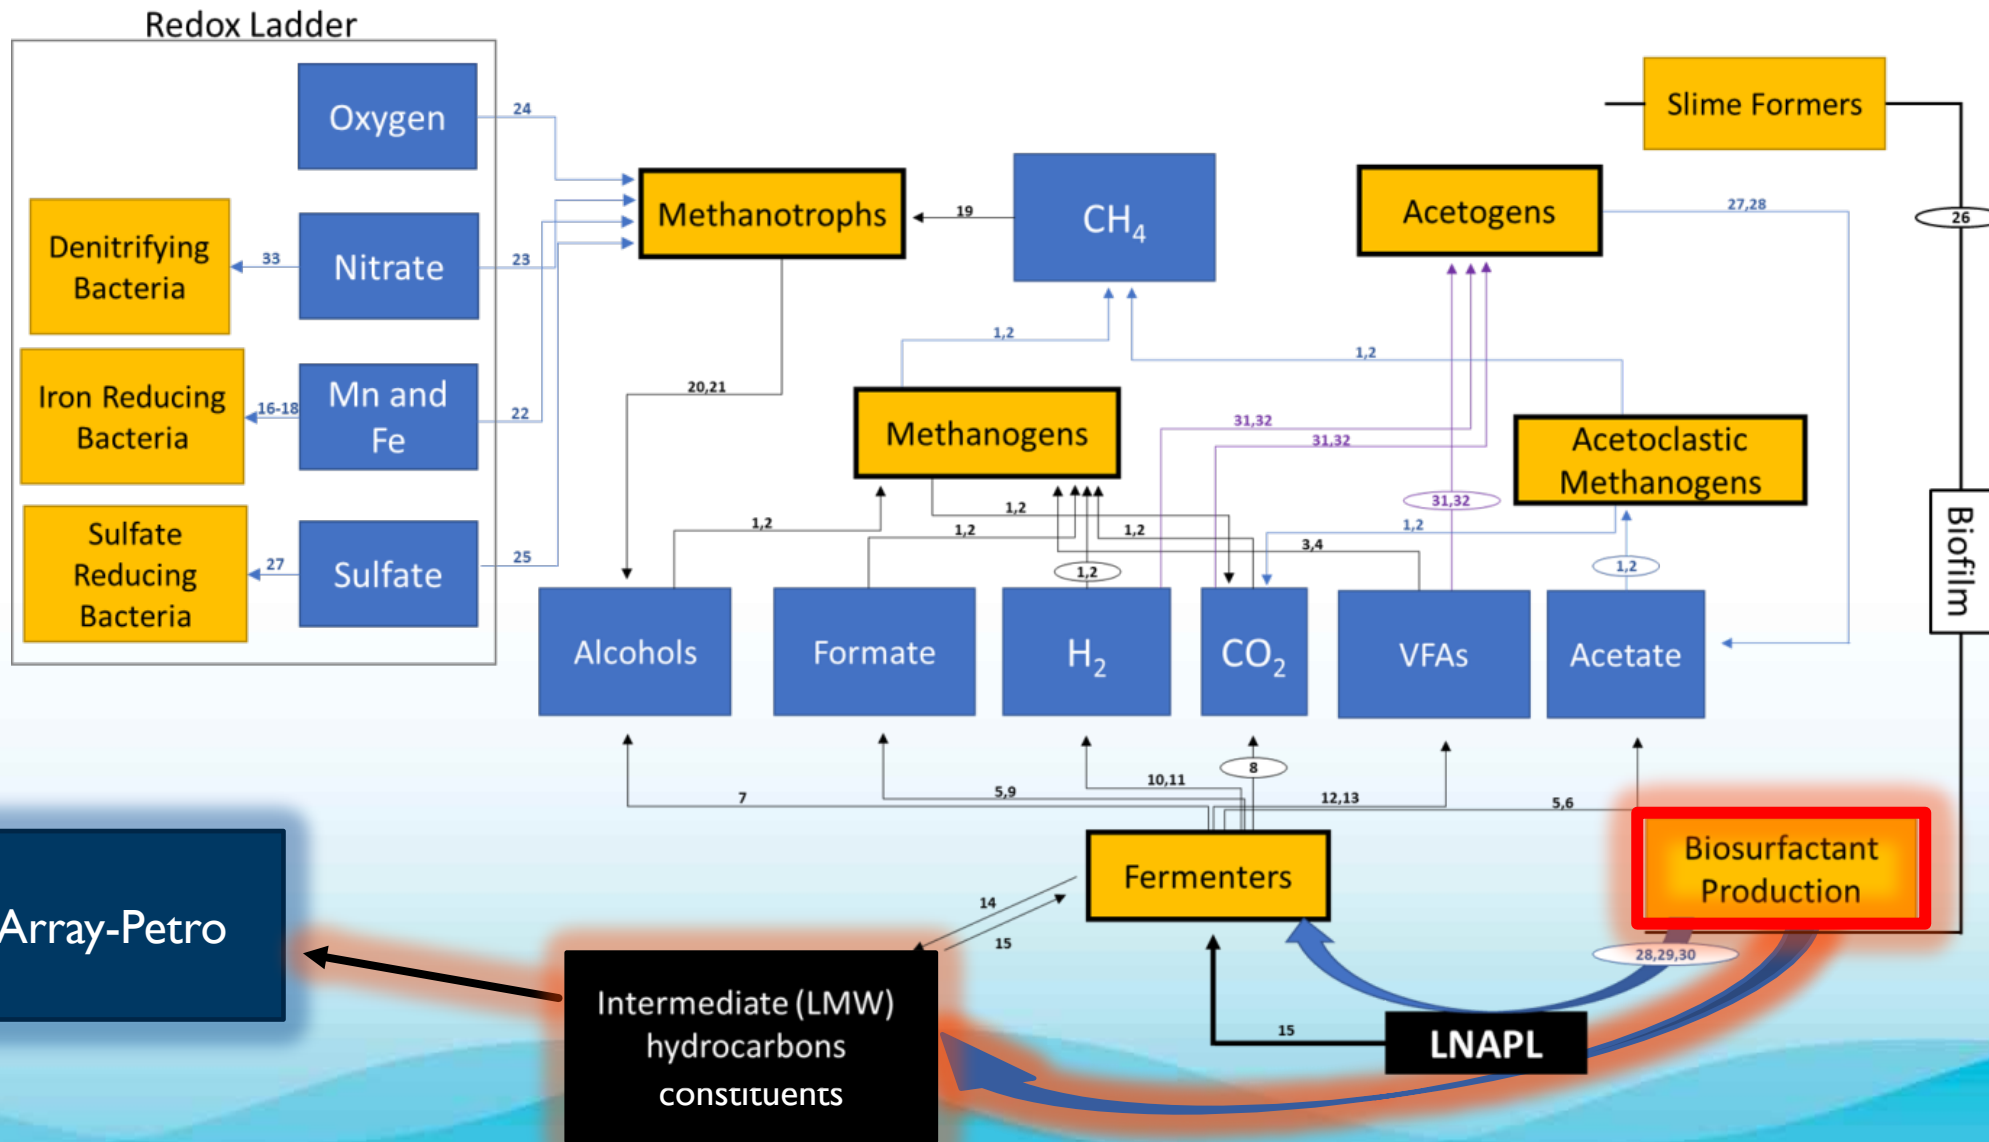 Redox Ladder
Oxygen
24
Slime Formers
Methanotrophs
19
CH₄
Acetogens
27,28
26
Denitrifying
Bacteria
33
Nitrate
23
1,2
1,2
20,21
Iron Reducing
Bacteria
16-18
Mn and
Fe
22
Methanogens
31,32
31,32
Acetoclastic
Methanogens
31,32
Sulfate
Reducing
Bacteria
27
Sulfate
25
1,2
1,2
1,2
1,2
3,4
1,2
1,2
1,2
Biofilm
Alcohols
Formate
H₂
CO₂
VFAs
Acetate
7
5,9
10,11
8
12,13
5,6
Fermenters
Biosurfactant
Production
14
15
28,29,30
Array-Petro
Intermediate (LMW)
hydrocarbons
constituents
15
LNAPL